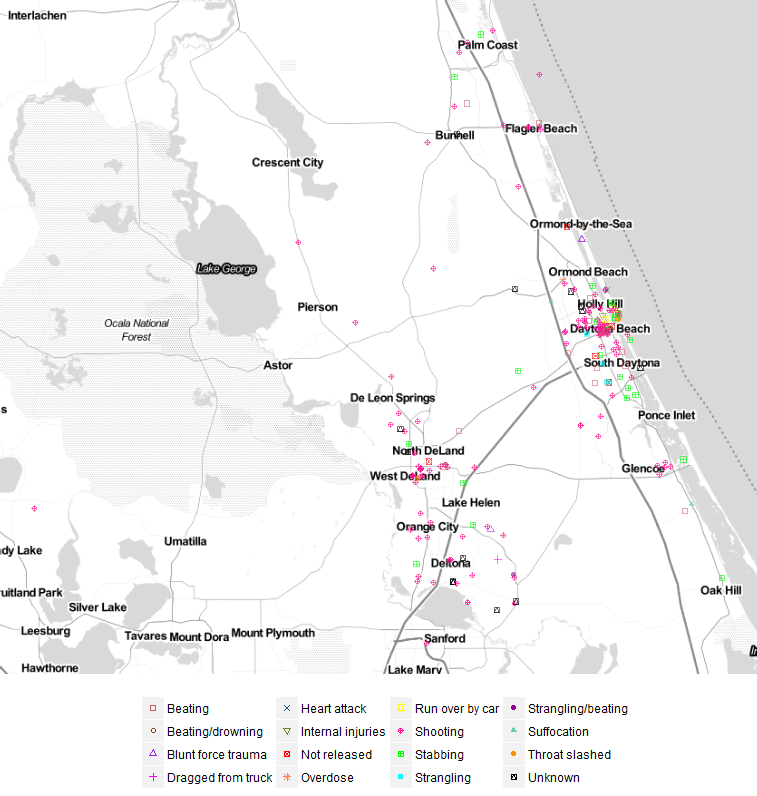 Interlachen
Palm Coast
Bunnell
Flagler Beach
Crescent City
Ormond-by-the-Sea
Lake George
Ormond Beach
Pierson
Holly Hill
Ocala National
Forest
Daytona Beach
Astor
South Daytona
De Leon Springs
s
Ponce Inlet
North DeLand
West DeLand
Glencoe
Lake Helen
Orange City
Umatilla
dy Lake
Deltona
ruitland Park
Oak Hill
Silver Lake
Leesburg
Tavares
Mount Dora
Mount Plymouth
Sanford
In
Hawthorne
Lake Mary
Beating
Heart attack
Run over by car
Strangling/beating
Beating/drowning
Internal injuries
Shooting
Suffocation
Blunt force trauma
Not released
Stabbing
Throat slashed
Dragged from truck
Overdose
Strangling
Unknown